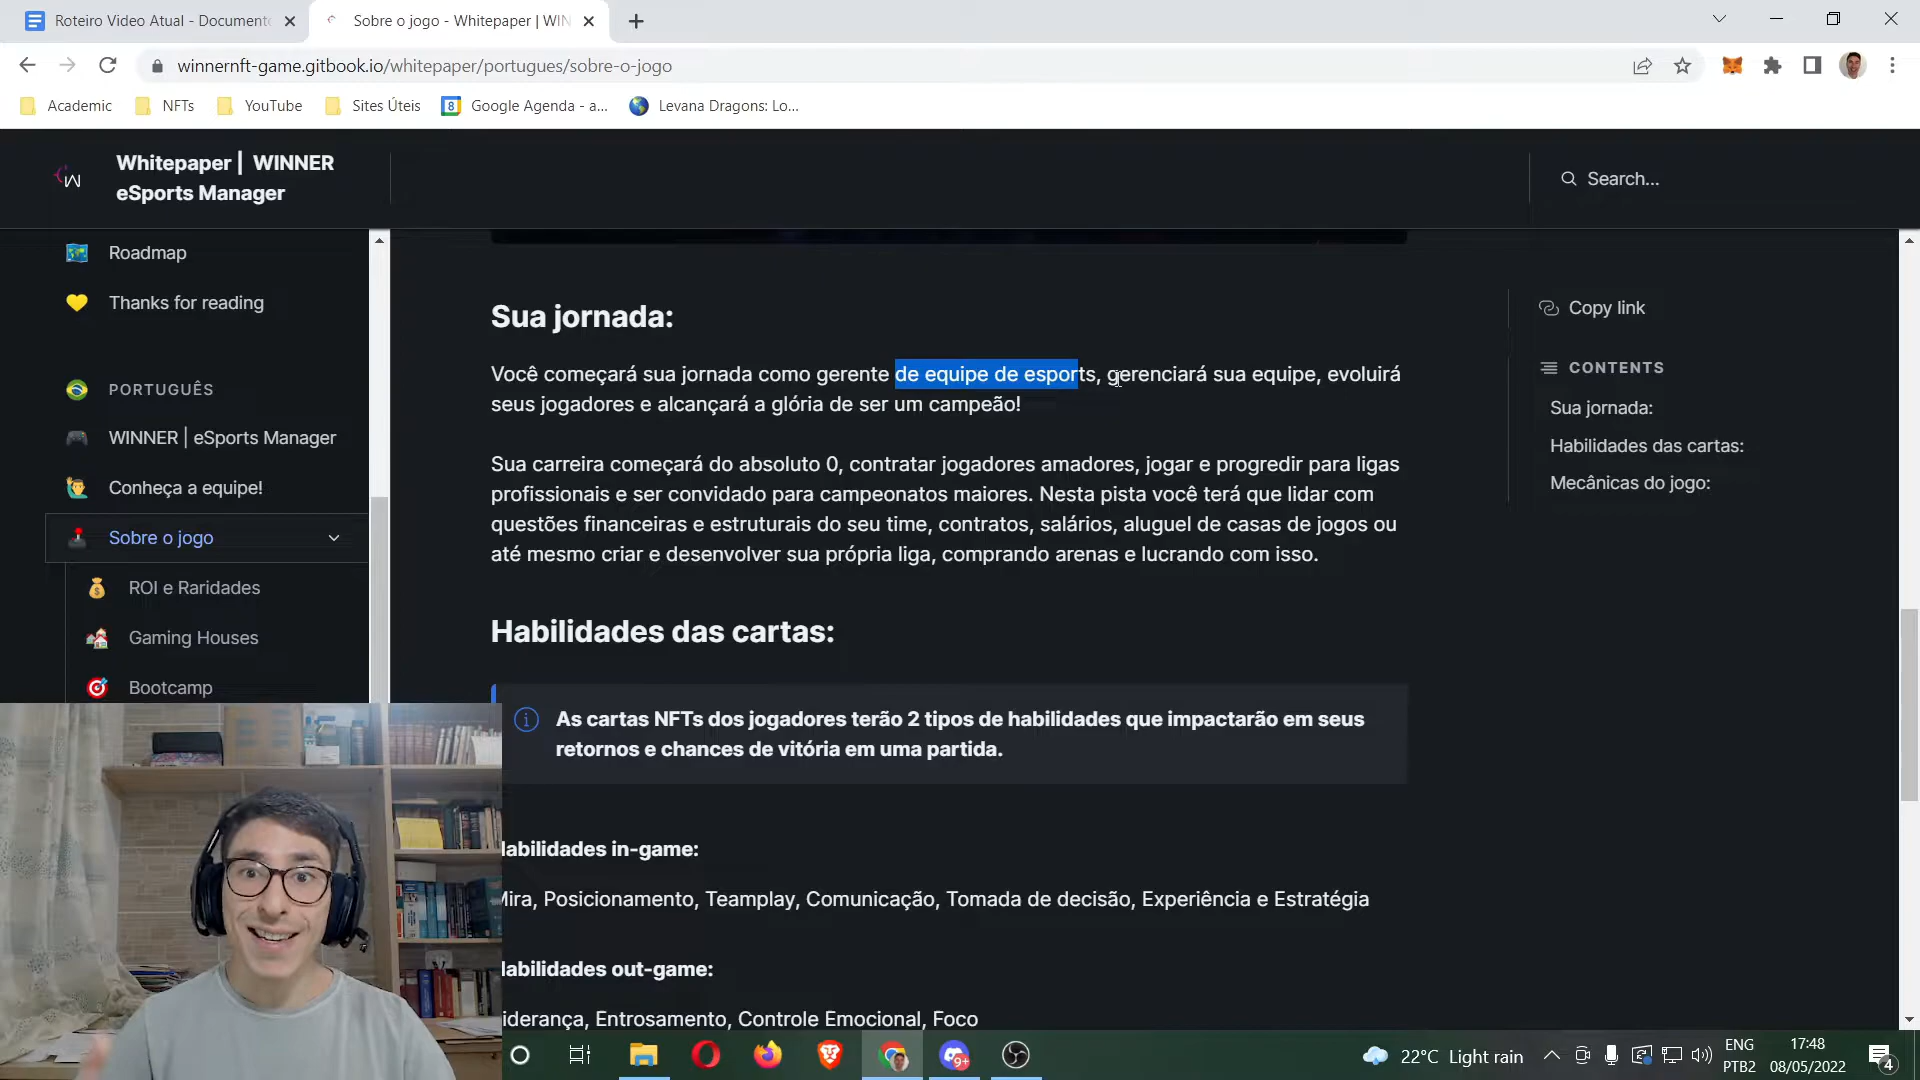 Roteiro Video Atual - Document
Sobre o jogo - Whitepaper | WIN
winnernft-game.gitbook.io/whitepaper/portugues/sobre-o-jogo
Academic
NFTs
YouTube
Sites Úteis
Google Agenda - a...
Levana Dragons: Lo...
Whitepaper | WINNER
eSports Manager
Search...
Roadmap
Thanks for reading
PORTUGUÊS
WINNER | eSports Manager
Conheça a equipe!
Sobre o jogo
ROI e Raridades
Gaming Houses
Bootcamp
Sua jornada:
Você começará sua jornada como gerente de equipe de esports, gerenciará sua equipe, evoluirá
seus jogadores e alcançará a glória de ser um campeão!
Sua carreira começará do absoluto 0, contratar jogadores amadores, jogar e progredir para ligas
profissionais e ser convidado para campeonatos maiores. Nesta pista você terá que lidar com
questões financeiras e estruturais do seu time, contratos, salários, aluguel de casas de jogos ou
até mesmo criar e desenvolver sua própria liga, comprando arenas e lucrando com isso.
Habilidades das cartas:
As cartas NFTs dos jogadores terão 2 tipos de habilidades que impactarão em seus
retornos e chances de vitória em uma partida.
abilidades in-game:
Mira, Posicionamento, Teamplay, Comunicação, Tomada de decisão, Experiência e Estratégia
abilidades out-game:
iderança, Entrosamento, Controle Emocional, Foco
Copy link
CONTENTS
Sua jornada:
Habilidades das cartas:
Mecânicas do jogo:
9+
22°C Light rain
ENG
PTB2
17:48
08/05/2022
4